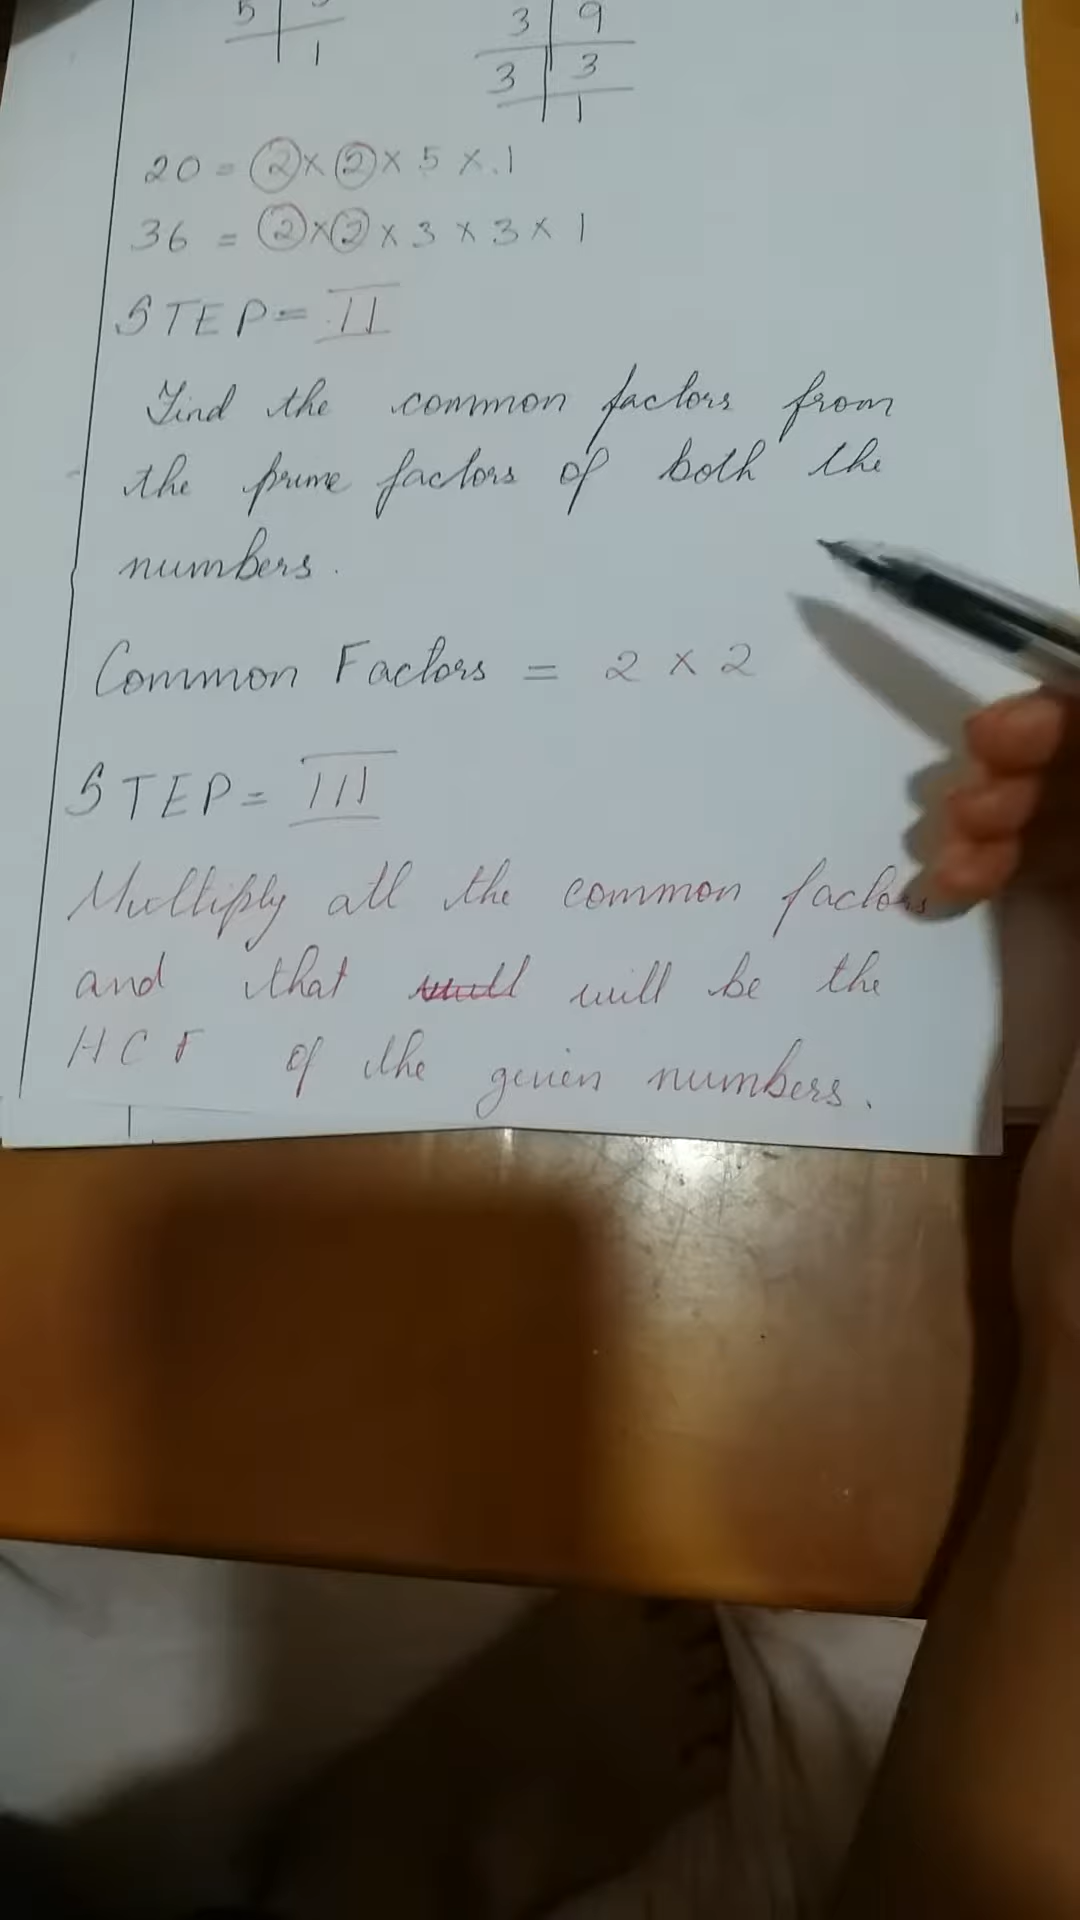 5
1
3 9
3 3
1
20 = 2 × 2 × 5 × 1
36 = 2 × 2 × 3 × 3 × 1
STEP = II
Find the common factors from
the prime factors of both the
numbers.
Common Factors = 2 × 2
STEP = III
Multiply all the common factors
and that will be the
HCF of the given numbers.